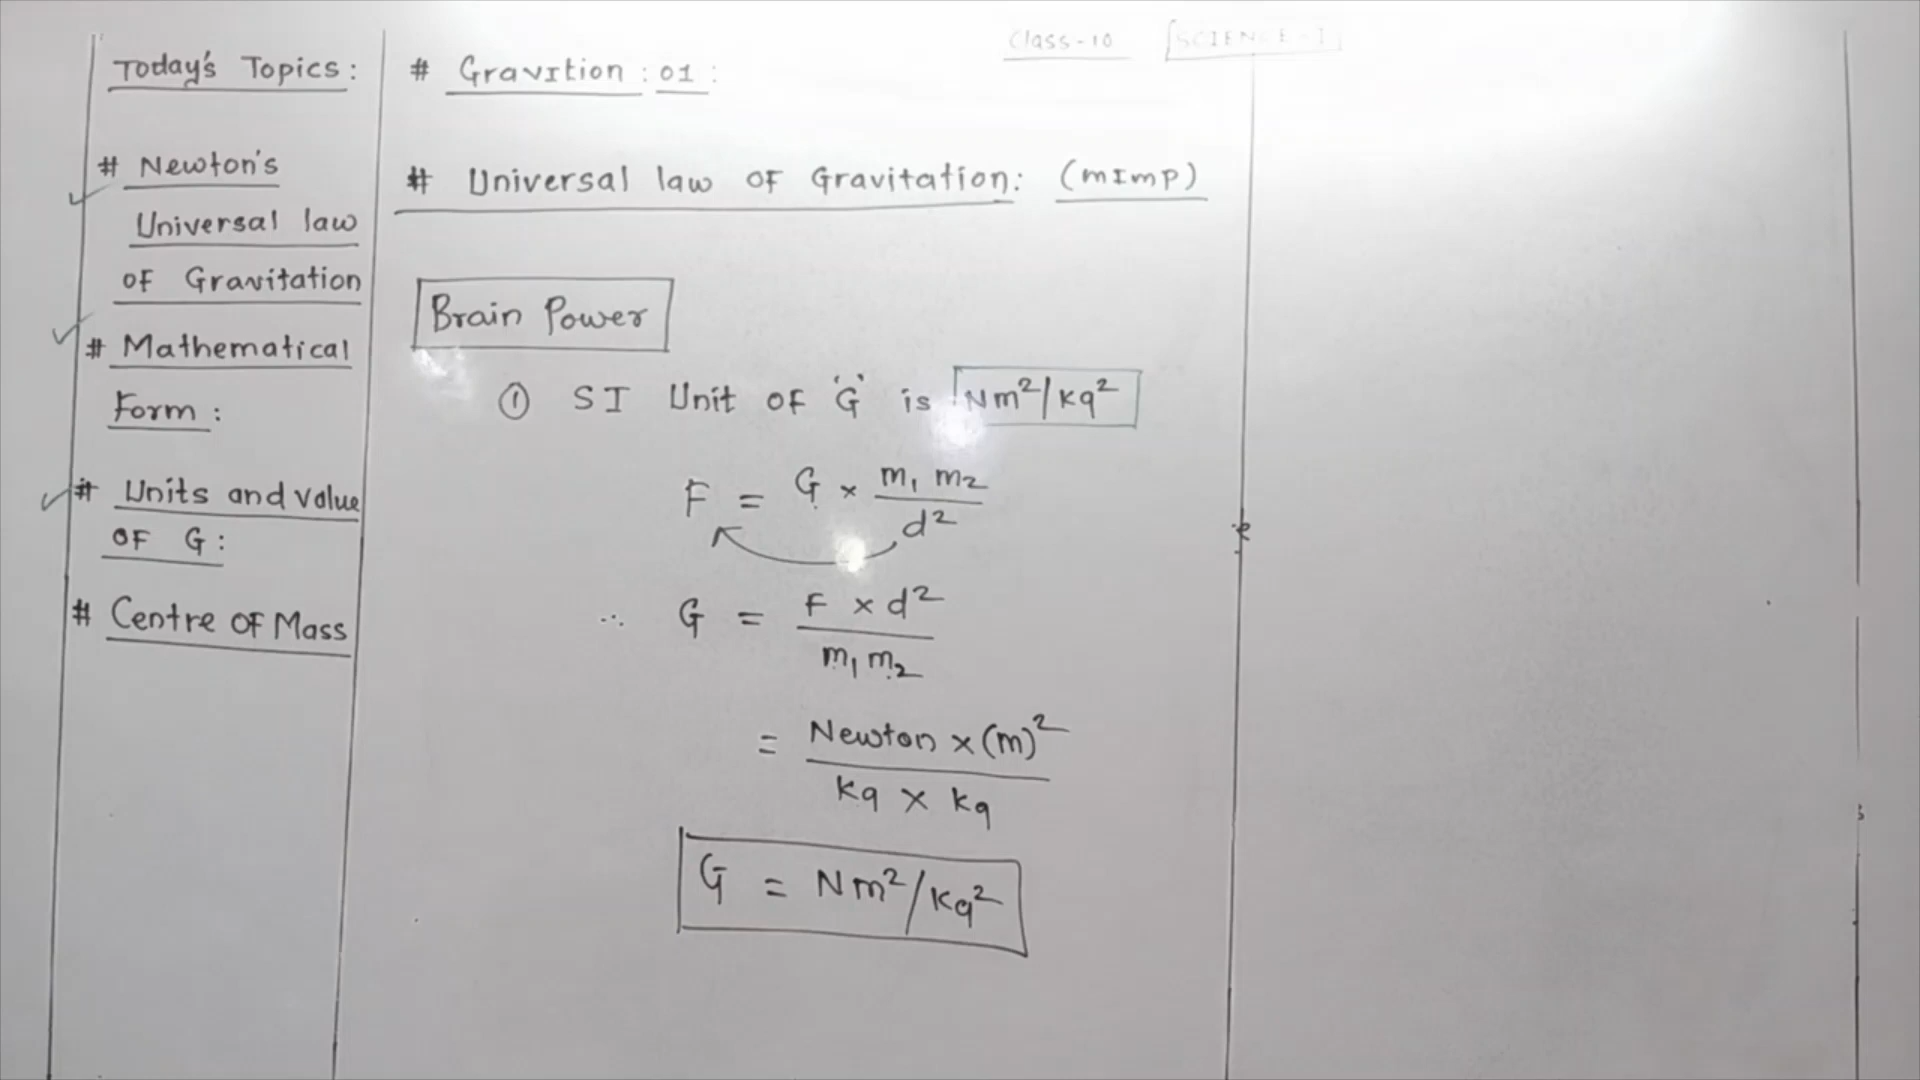 Class-10 SCIENCE-I
Today's Topics:
# Newton's
Universal law
of Gravitation
# Mathematical
Form:
# Units and value
OF G:
# Centre OF Mass
# Gravition: 01:
# Universal law OF Gravitation: (mImp)
Brain Power
① SI Unit OF 'G' is Nm²/kg²
F = G × m₁ m₂ / d²
∴ G = F × d² / m₁ m₂
= Newton × (m)² / kg × kg
G = Nm²/kg²